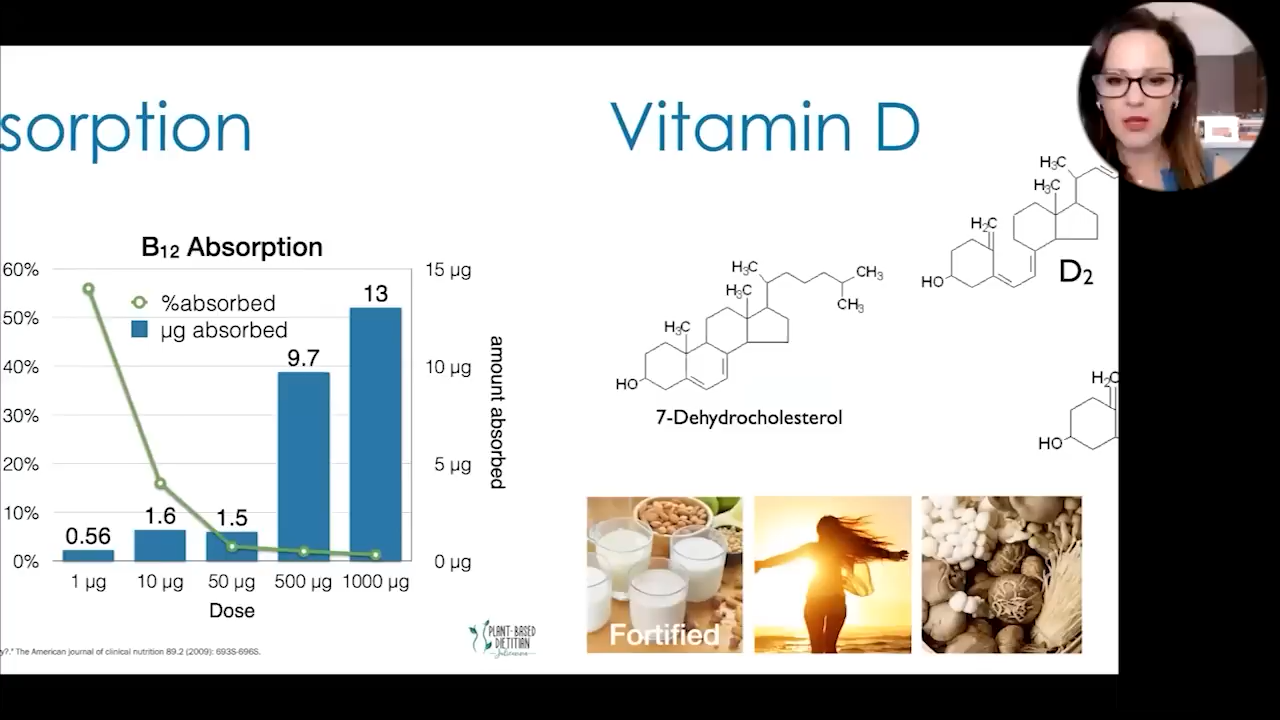 sorption
B₁₂ Absorption
60%
50%
40%
30%
20%
10%
0%
%absorbed
µg absorbed
0.56
1.6
1.5
9.7
13
15 µg
10 µg
5 µg
0 µg
amount absorbed
1 µg
10 µg
50 µg
500 µg
1000 µg
Dose
y?." The American journal of clinical nutrition 89.2 (2009): 693S-696S.
PLANT-BASED
DIETITIAN
Vitamin D
H₃C
H₃C
H₂C
HO
D₂
H₃C
CH₃
H₃C
CH₃
H₃C
HO
7-Dehydrocholesterol
H₂C
HO
Fortified